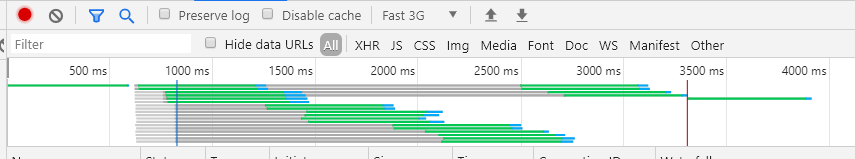 Preserve log Disable cache Fast 3G
Filter Hide data URLs All XHR JS CSS Img Media Font Doc WS Manifest Other
500 ms 1000 ms 1500 ms 2000 ms 2500 ms 3000 ms 3500 ms 4000 ms